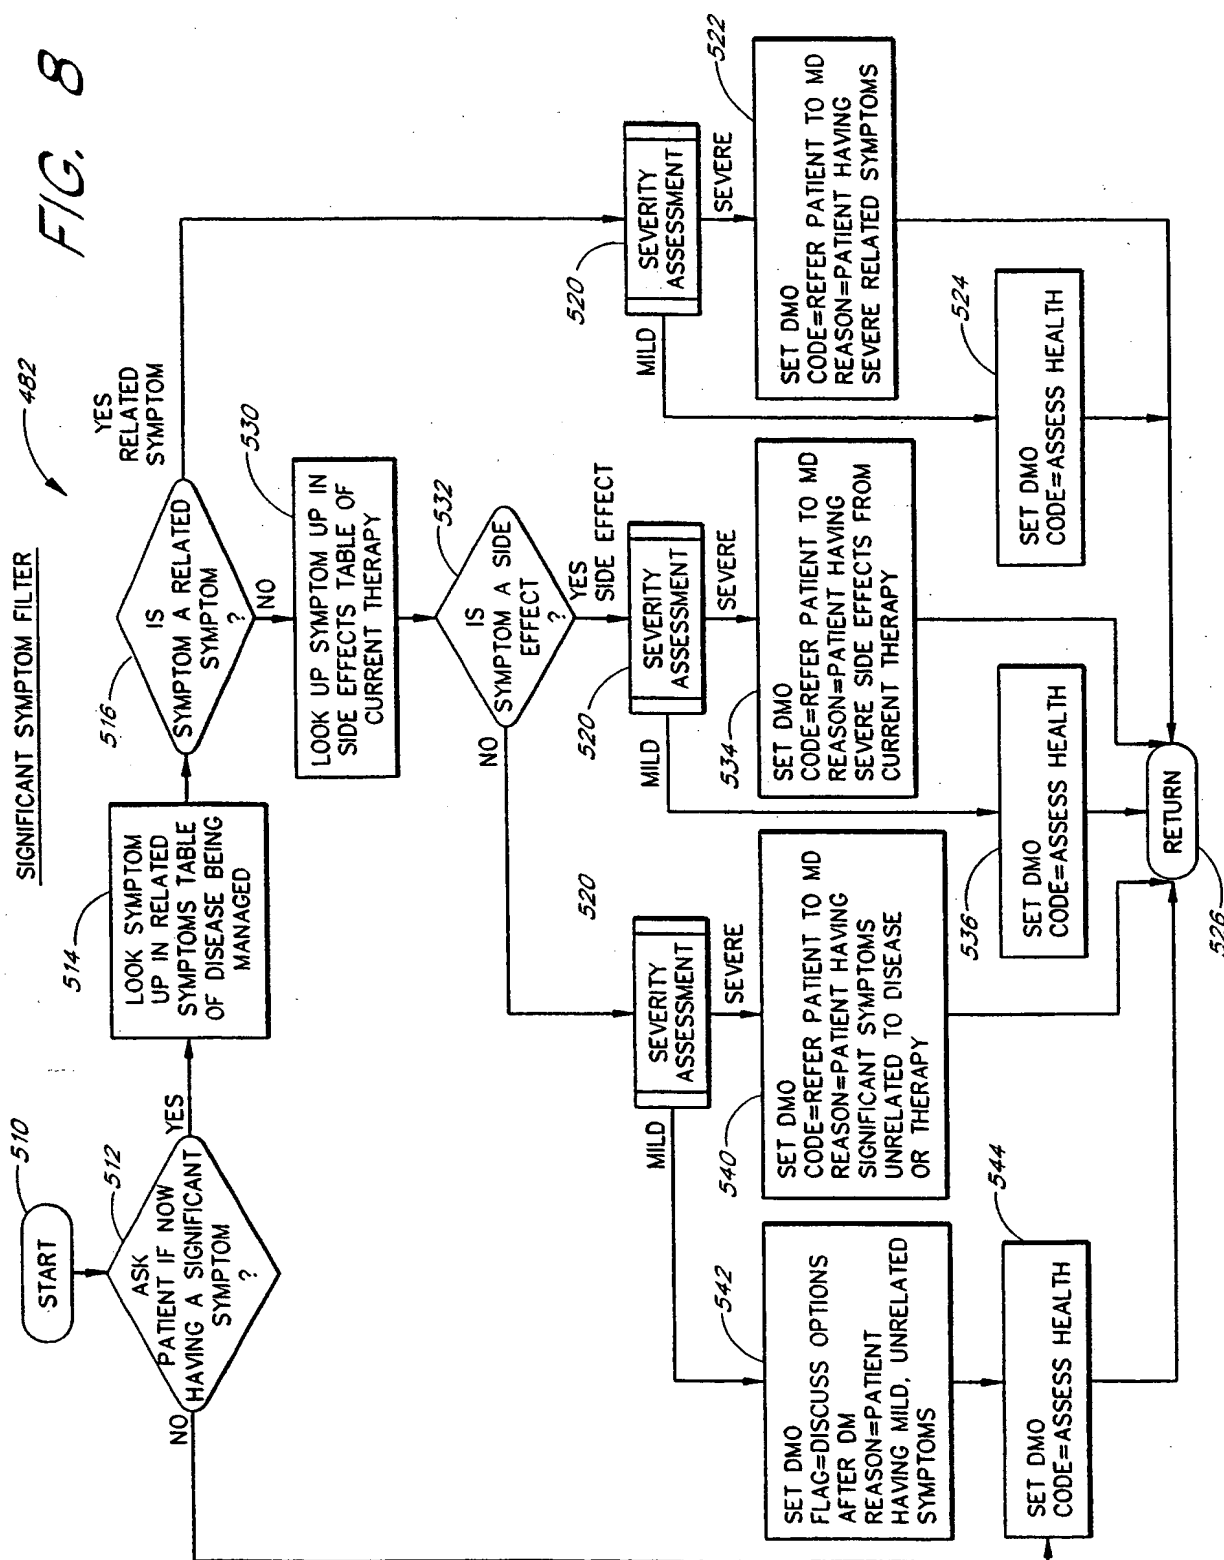 FIG. 8
SIGNIFICANT SYMPTOM FILTER
482
START
510
ASK
PATIENT IF NOW
HAVING A SIGNIFICANT
SYMPTOM
?
512
NO
YES
LOOK SYMPTOM
UP IN RELATED
SYMPTOMS TABLE
OF DISEASE BEING
MANAGED
514
IS
SYMPTOM A RELATED
SYMPTOM
?
516
YES
RELATED
SYMPTOM
NO
LOOK UP SYMPTOM UP IN
SIDE EFFECTS TABLE OF
CURRENT THERAPY
530
IS
SYMPTOM A SIDE
EFFECT
?
532
NO
YES
SIDE EFFECT
SEVERITY
ASSESSMENT
520
MILD
SEVERE
SEVERITY
ASSESSMENT
520
MILD
SEVERE
SEVERITY
ASSESSMENT
520
MILD
SEVERE
SET DMO
FLAG=DISCUSS OPTIONS
AFTER DM
REASON=PATIENT
HAVING MILD, UNRELATED
SYMPTOMS
542
SET DMO
CODE=REFER PATIENT TO MD
REASON=PATIENT HAVING
SIGNIFICANT SYMPTOMS
UNRELATED TO DISEASE
OR THERAPY
540
SET DMO
CODE=REFER PATIENT TO MD
REASON=PATIENT HAVING
SEVERE SIDE EFFECTS FROM
CURRENT THERAPY
534
SET DMO
CODE=REFER PATIENT TO MD
REASON=PATIENT HAVING
SEVERE RELATED SYMPTOMS
522
SET DMO
CODE=ASSESS HEALTH
544
SET DMO
CODE=ASSESS HEALTH
536
SET DMO
CODE=ASSESS HEALTH
524
RETURN
526